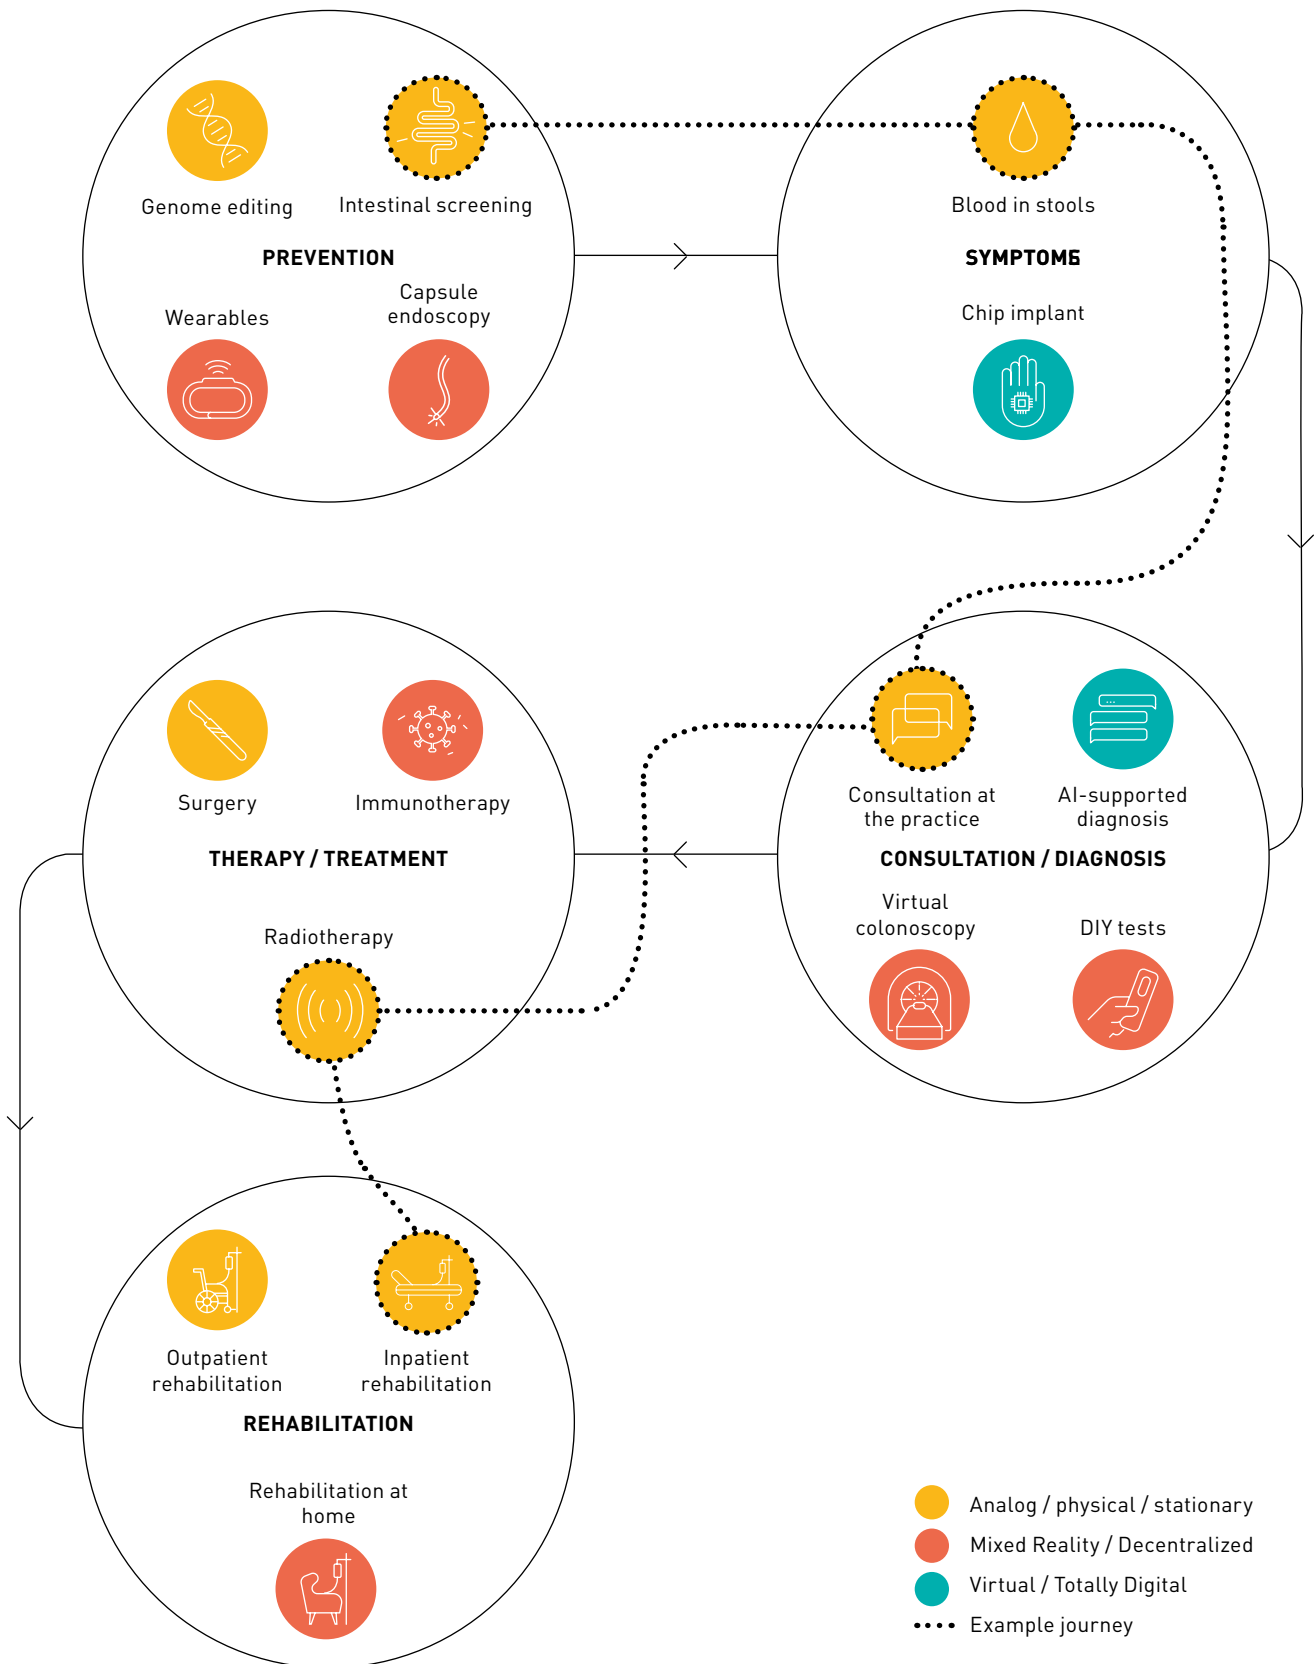 Genome editing
Intestinal screening
PREVENTION
Wearables
Capsule
endoscopy
Blood in stools
SYMPTOMS
Chip implant
Surgery
Immunotherapy
THERAPY / TREATMENT
Radiotherapy
Consultation at
the practice
AI-supported
diagnosis
CONSULTATION / DIAGNOSIS
Virtual
colonoscopy
DIY tests
Outpatient
rehabilitation
Inpatient
rehabilitation
REHABILITATION
Rehabilitation at
home
Analog / physical / stationary
Mixed Reality / Decentralized
Virtual / Totally Digital
Example journey